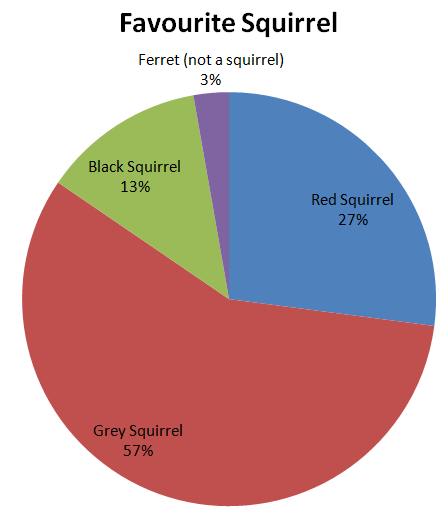 Favourite Squirrel
Ferret (not a squirrel)
3%
Black Squirrel
13%
Red Squirrel
27%
Grey Squirrel
57%